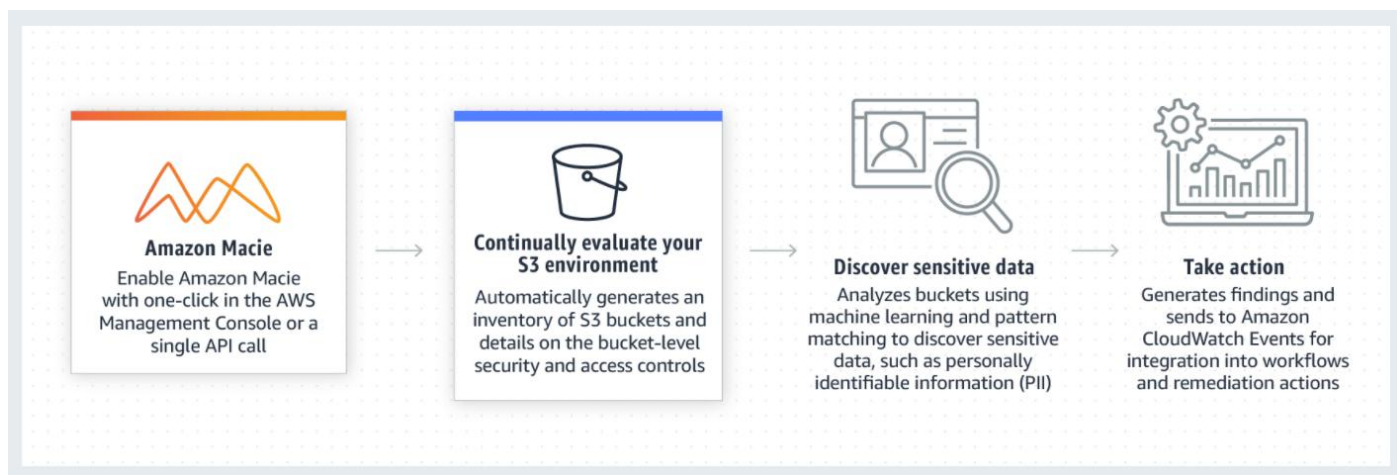 Amazon Macie
Enable Amazon Macie
with one-click in the AWS
Management Console or a
single API call
Continually evaluate your
S3 environment
Automatically generates an
inventory of S3 buckets and
details on the bucket-level
security and access controls
Discover sensitive data
Analyzes buckets using
machine learning and pattern
matching to discover sensitive
data, such as personally
identifiable information (PII)
Take action
Generates findings and
sends to Amazon
CloudWatch Events for
integration into workflows
and remediation actions